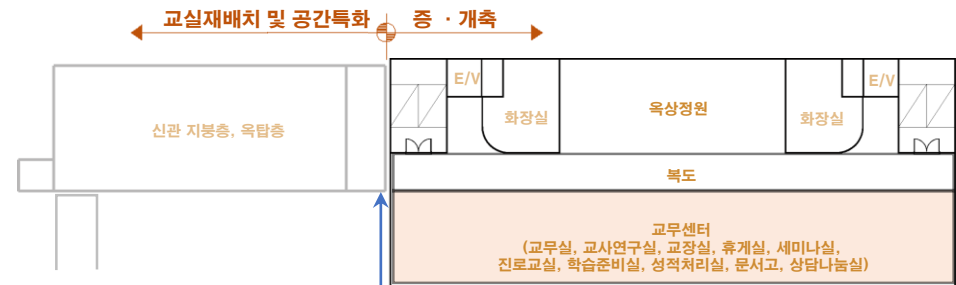 교실재배치 및 공간특화
증 · 개축
E/V
E/V
화장실
옥상정원
화장실
신관 지붕층, 옥탑층
복도
교무센터
(교무실, 교사연구실, 교장실, 휴게실, 세미나실,
진로교실, 학습준비실, 성적처리실, 문서고, 상담나눔실)